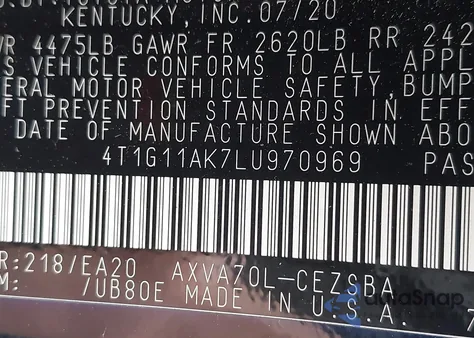 KENTUCKY, INC. 07/20
VR 4475LB GAWR FR 2620LB RR 242
S VEHICLE CONFORMS TO ALL APPL
ERAL MOTOR VEHICLE SAFETY, BUMP
FT PREVENTION STANDARDS IN EFF
DATE OF MANUFACTURE SHOWN ABO
4T1G11AK7LU970969 PAS
R:218/EA20 AXVA70L-CEZSBA
M: /UB80E MADE IN U.S.A.
AutoSnap